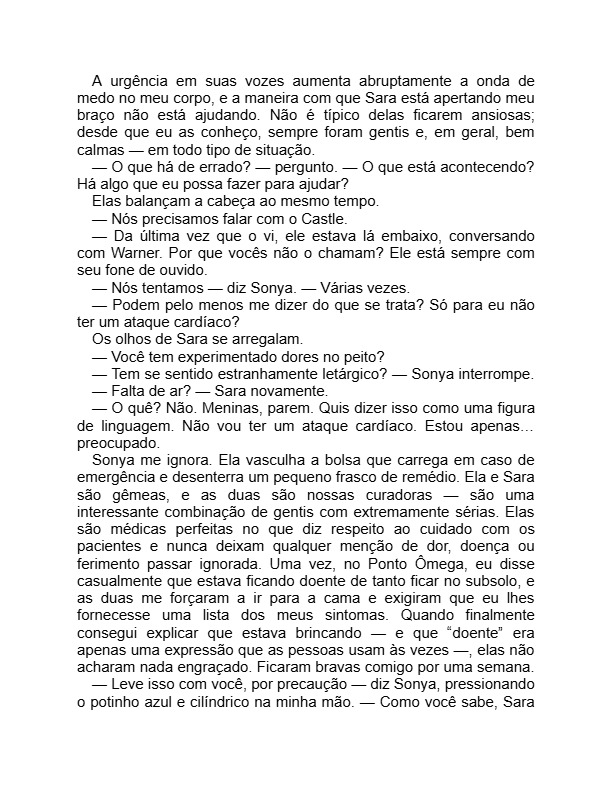 A urgência em suas vozes aumenta abruptamente a onda de
medo no meu corpo, e a maneira com que Sara está apertando meu
braço não está ajudando. Não é típico delas ficarem ansiosas;
desde que eu as conheço, sempre foram gentis e, em geral, bem
calmas — em todo tipo de situação.
— O que há de errado? — pergunto. — O que está acontecendo?
Há algo que eu possa fazer para ajudar?
Elas balançam a cabeça ao mesmo tempo.
— Nós precisamos falar com o Castle.
— Da última vez que o vi, ele estava lá embaixo, conversando
com Warner. Por que vocês não o chamam? Ele está sempre com
seu fone de ouvido.
— Nós tentamos — diz Sonya. — Várias vezes.
— Podem pelo menos me dizer do que se trata? Só para eu não
ter um ataque cardíaco?
Os olhos de Sara se arregalam.
— Você tem experimentado dores no peito?
— Tem se sentido estranhamente letárgico? — Sonya interrompe.
— Falta de ar? — Sara novamente.
— O quê? Não. Meninas, parem. Quis dizer isso como uma figura
de linguagem. Não vou ter um ataque cardíaco. Estou apenas…
preocupado.
Sonya me ignora. Ela vasculha a bolsa que carrega em caso de
emergência e desenterra um pequeno frasco de remédio. Ela e Sara
são gêmeas, e as duas são nossas curadoras — são uma
interessante combinação de gentis com extremamente sérias. Elas
são médicas perfeitas no que diz respeito ao cuidado com os
pacientes e nunca deixam qualquer menção de dor, doença ou
ferimento passar ignorada. Uma vez, no Ponto Ômega, eu disse
casualmente que estava ficando doente de tanto ficar no subsolo, e
as duas me forçaram a ir para a cama e exigiram que eu lhes
fornecesse uma lista dos meus sintomas. Quando finalmente
consegui explicar que estava brincando — e que “doente” era
apenas uma expressão que as pessoas usam às vezes —, elas não
acharam nada engraçado. Ficaram bravas comigo por uma semana.
— Leve isso com você, por precaução — diz Sonya, pressionando
o potinho azul e cilíndrico na minha mão. — Como você sabe, Sara